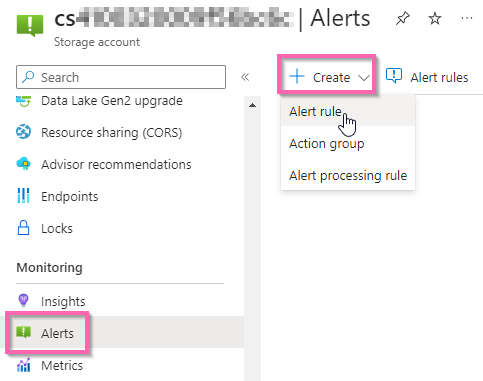 | Alerts
Storage account
Search
Create
Alert rules
Data Lake Gen2 upgrade
Alert rule
Resource sharing (CORS)
Action group
Advisor recommendations
Alert processing rule
Endpoints
Locks
Monitoring
Insights
Alerts
Metrics